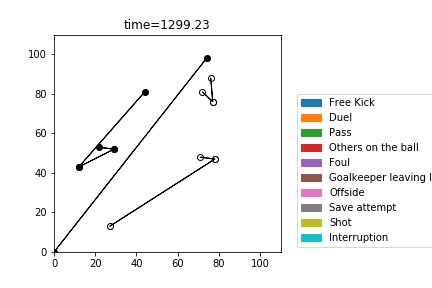 time=1299.23
100
80
60
40
20
0
0 20 40 60 80 100
Free Kick
Duel
Pass
Others on the ball
Foul
Goalkeeper leaving l
Offside
Save attempt
Shot
Interruption